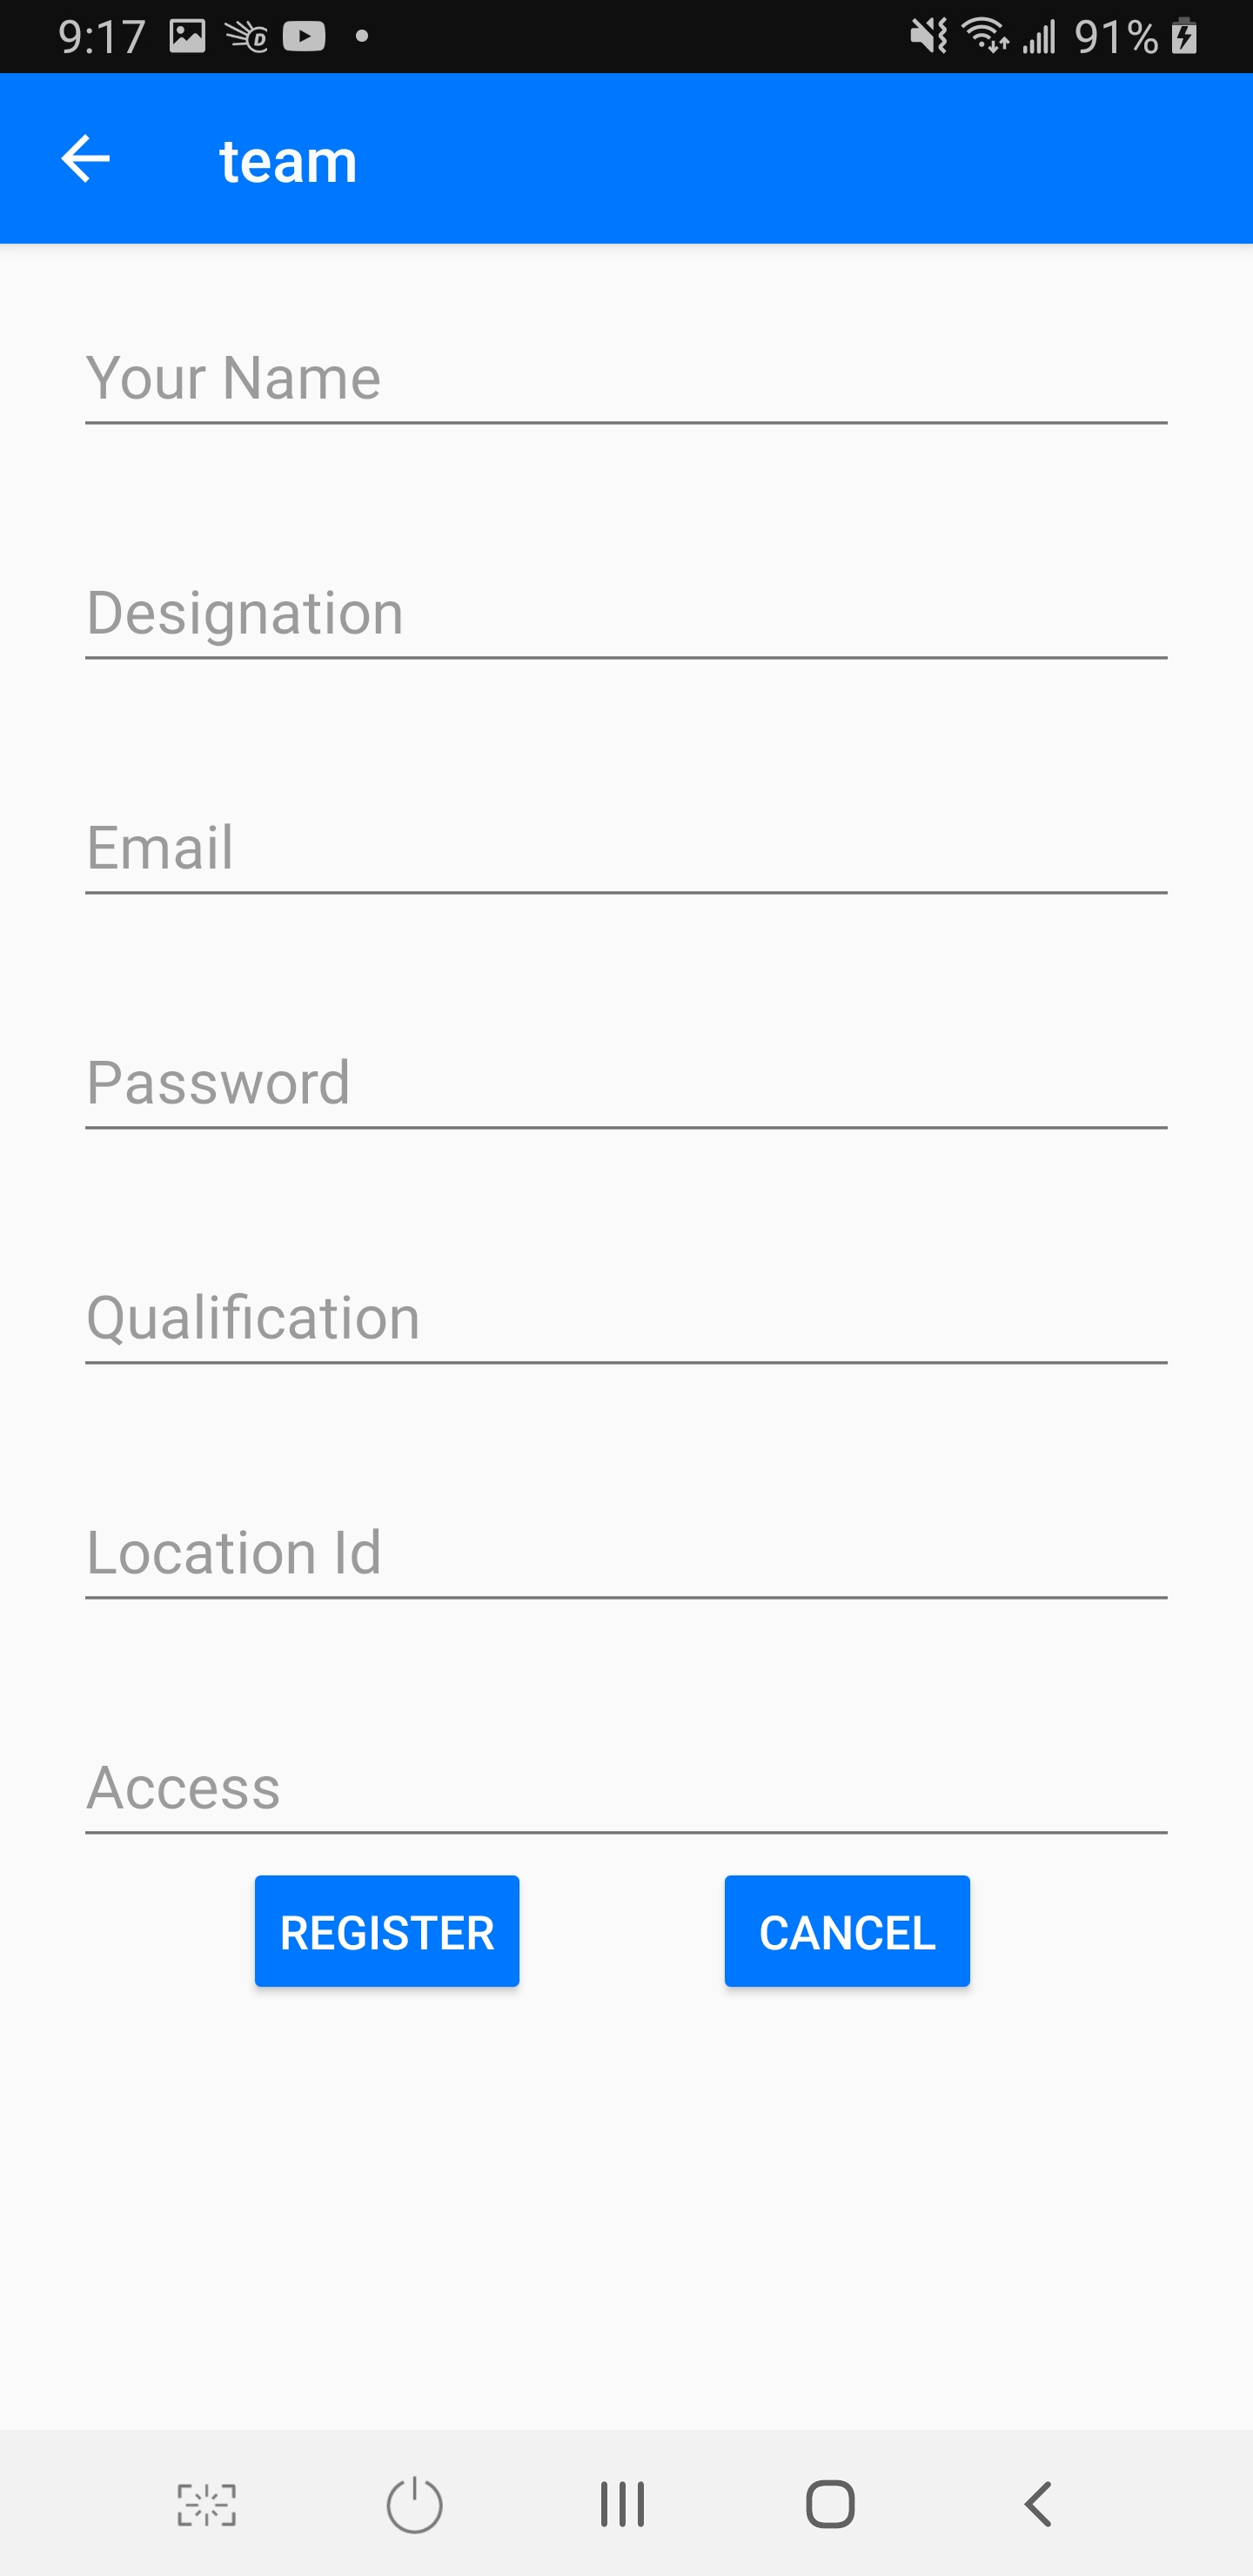 9:17 91%
team
Your Name
Designation
Email
Password
Qualification
Location Id
Access
REGISTER CANCEL